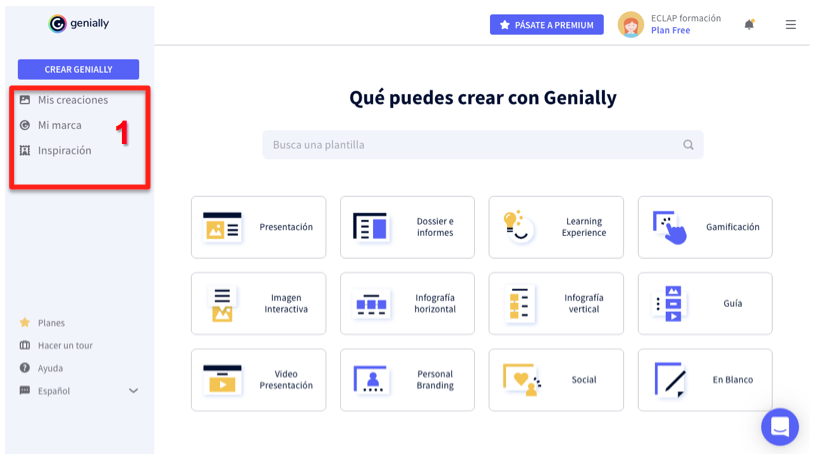 genially
PÁSATE A PREMIUM
ECLAP formación
Plan Free
CREAR GENIALLY
Mis creaciones
Mi marca
Inspiración
1
Qué puedes crear con Genially
Busca una plantilla
Presentación
Dossier e
informes
Learning
Experience
Gamificación
Imagen
Interactiva
Infografía
horizontal
Infografía
vertical
Guía
Video
Presentación
Personal
Branding
Social
En Blanco
Planes
Hacer un tour
Ayuda
Español